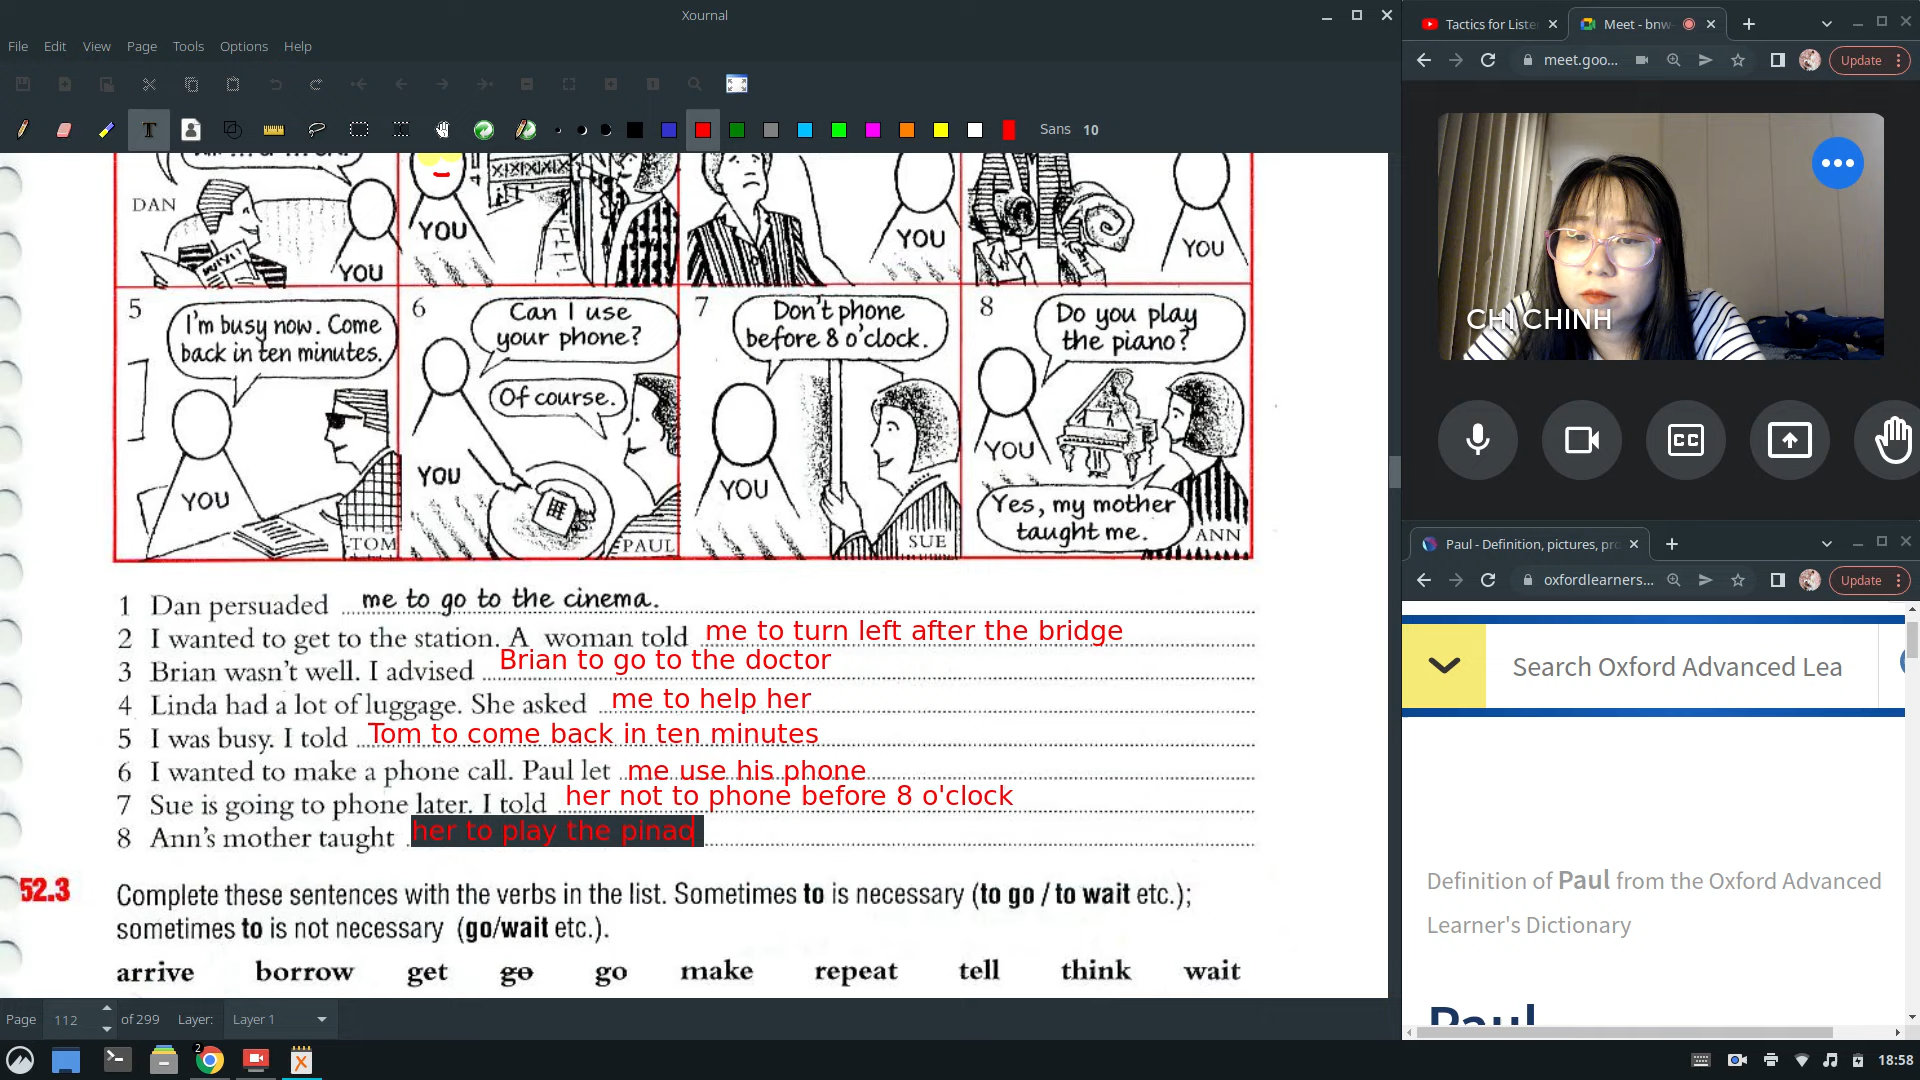 Xournal
File Edit View Page Tools Options Help
Sans 10
DAN
YOU
YOU
YOU
YOU
5
I'm busy now. Come
back in ten minutes.
YOU
TOM
6
Can I use
your phone?
Of course.
YOU
PAUL
7
Don't phone
before 8 o'clock.
YOU
SUE
8
Do you play
the piano?
YOU
Yes, my mother
taught me.
ANN
1 Dan persuaded me to go to the cinema.
2 I wanted to get to the station. A woman told me to turn left after the bridge
3 Brian wasn't well. I advised Brian to go to the doctor
4 Linda had a lot of luggage. She asked me to help her
5 I was busy. I told Tom to come back in ten minutes
6 I wanted to make a phone call. Paul let me use his phone
7 Sue is going to phone later. I told her not to phone before 8 o'clock
8 Ann's mother taught her to play the pinao
52.3 Complete these sentences with the verbs in the list. Sometimes to is necessary (to go / to wait etc.);
sometimes to is not necessary (go/wait etc.).
arrive borrow get go go make repeat tell think wait
Page 112 of 299 Layer: Layer 1
Tactics for Liste
Meet - bnw-
meet.goo...
Update
CHI CHINH
CC
Paul - Definition, pictures, pro
oxfordlearners...
Update
Search Oxford Advanced Lea
Definition of Paul from the Oxford Advanced
Learner's Dictionary
Paul
2
18:58